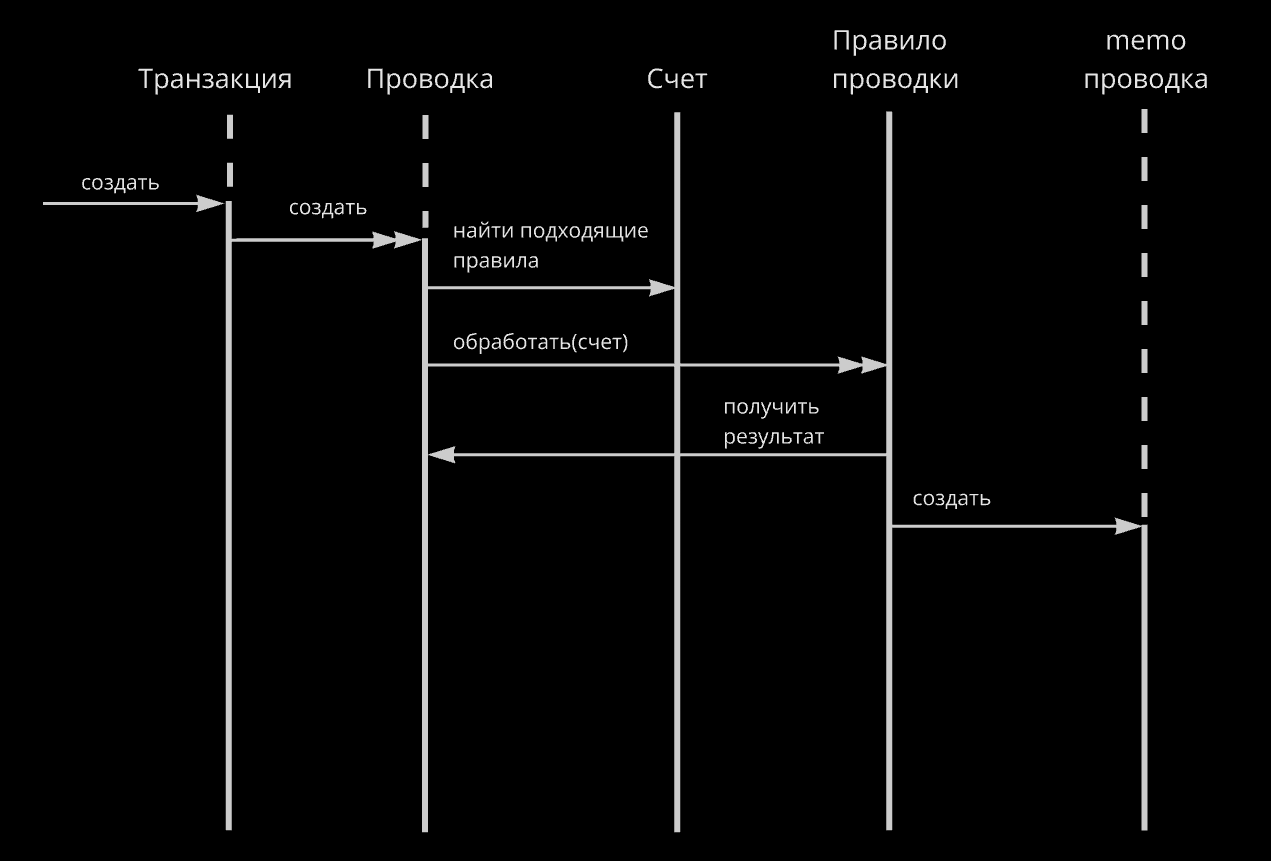 Транзакция
Проводка
Счет
Правило
проводки
memo
проводка
создать
создать
найти подходящие
правила
обработать(счет)
получить
результат
создать